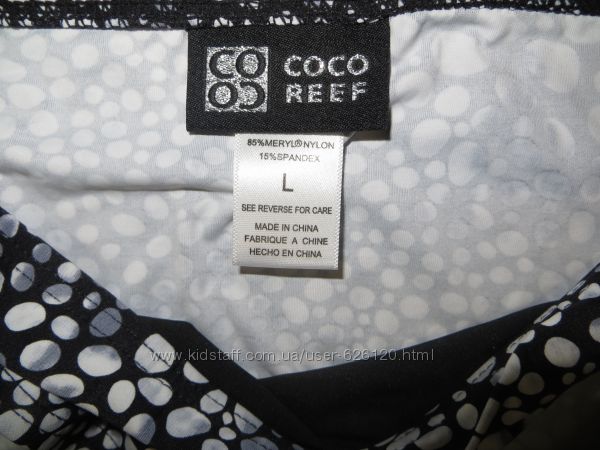 CO
CO
COCO
REEF
85%MERYL®NYLON
15%SPANDEX
L
SEE REVERSE FOR CARE
MADE IN CHINA
FABRIQUE A CHINE
HECHO EN CHINA
www.kidstaff.com.ua/user-626120.html